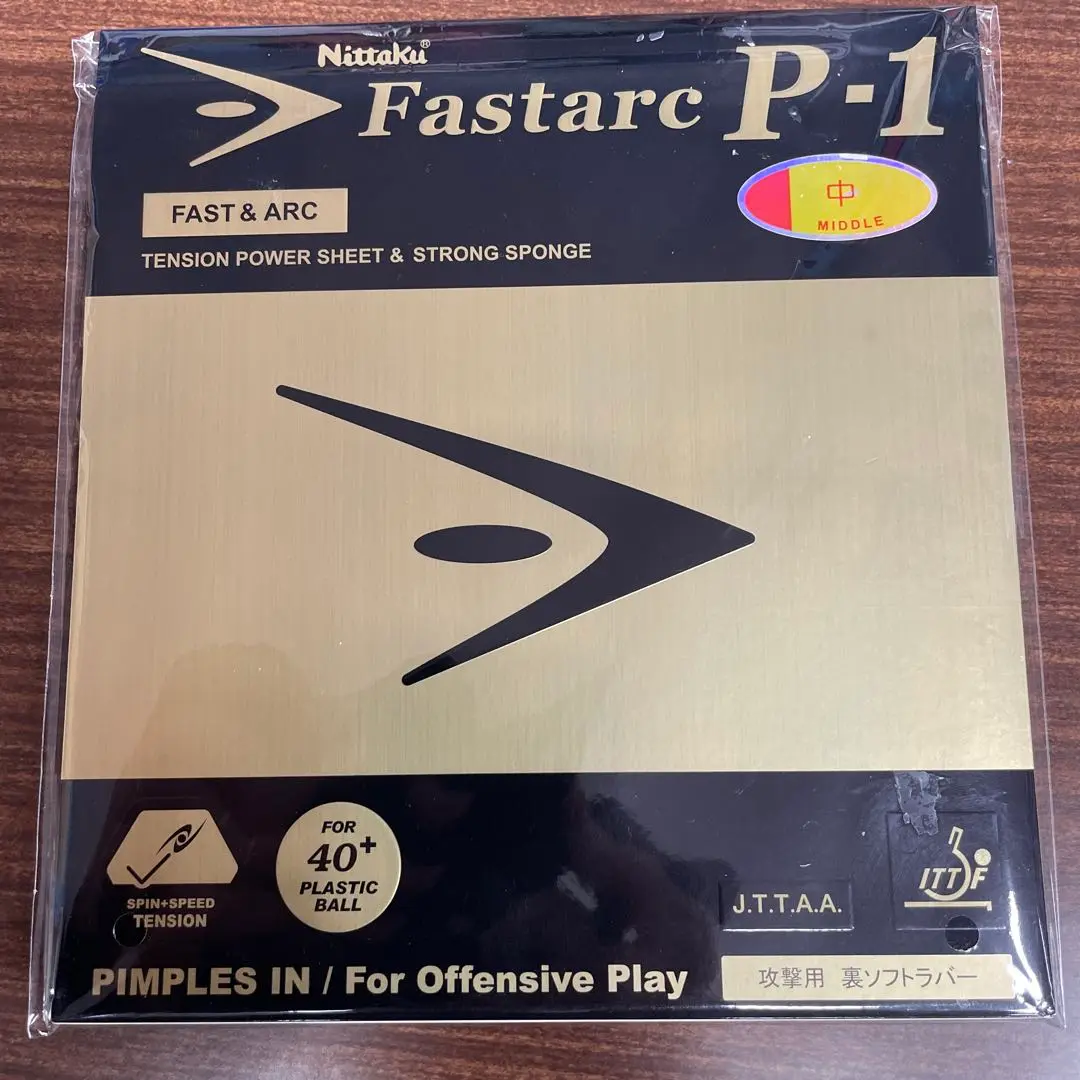 Nittaku®
Fastarc P-1
中
MIDDLE
FAST & ARC
TENSION POWER SHEET & STRONG SPONGE
SPIN+SPEED
TENSION
FOR
40+
PLASTIC
BALL
J.T.T.A.A.
ITTF
PIMPLES IN / For Offensive Play
攻撃用 裏ソフトラバー